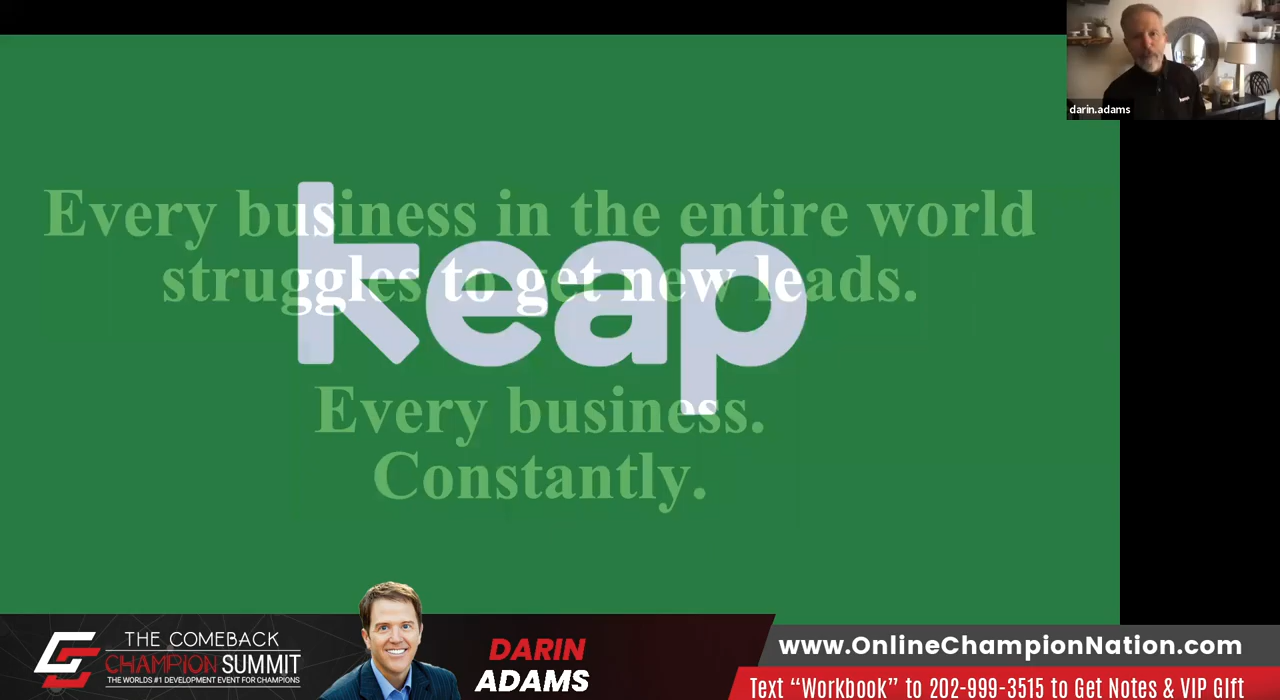 darin.adams
Every business in the entire world
struggles to get new leads.
keap
Every business.
Constantly.
THE COMEBACK
CHAMPION SUMMIT
THE WORLDS #1 DEVELOPMENT EVENT FOR CHAMPIONS
DARIN
ADAMS
www.OnlineChampionNation.com
Text “Workbook” to 202-999-3515 to Get Notes & VIP GIft